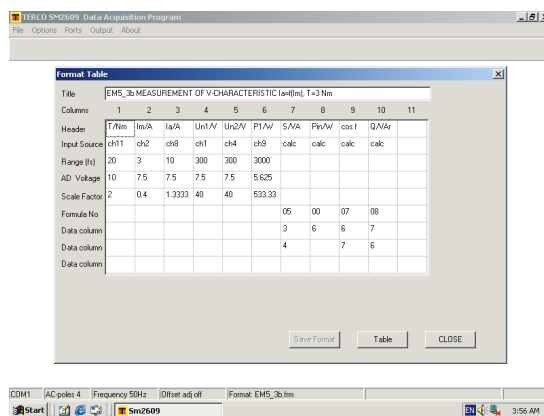 TERCO SM2609 Data Acquisition Program
File Options Ports Output About
Format Table
Title EM5_3b MEASUREMENT OF V-CHARACTERISTIC Ia=f(Im), T=3 Nm
Columns 1 2 3 4 5 6 7 8 9 10 11
Header T/Nm Im/A Ia/A Un1/V Un2/V P1/W S/VA Pin/W cos f Q/VAr
Input Source ch11 ch2 ch8 ch1 ch4 ch9 calc calc calc calc
Range (fs) 20 3 10 300 300 3000
AD Voltage 10 7.5 7.5 7.5 7.5 5.625
Scale Factor 2 0.4 1.3333 40 40 533.33
Formula No 05 00 07 08
Data column 3 6 6 7
Data column 4 7 6
Data column
Save Format Table CLOSE
COM1 AC-poles 4 Frequency 50Hz Offset adj off Format: EM5_3b.frm
Start Sm2609 EN 3:56 AM